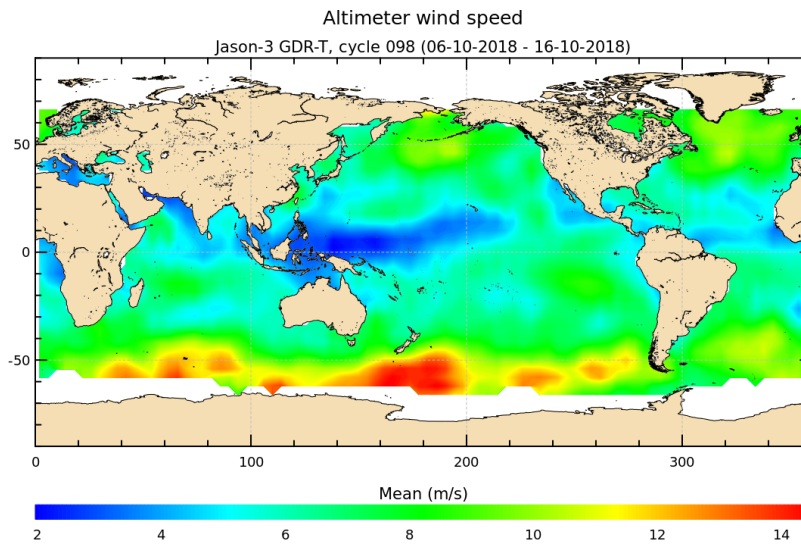 Altimeter wind speed
Jason-3 GDR-T, cycle 098 (06-10-2018 - 16-10-2018)
50
0
-50
0 100 200 300
Mean (m/s)
2 4 6 8 10 12 14